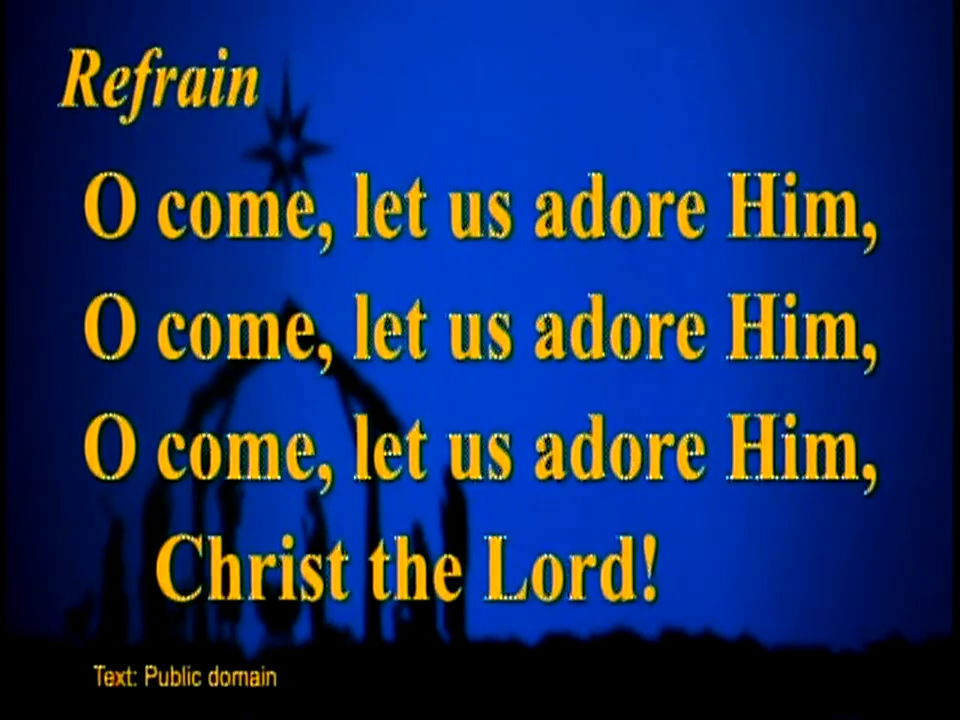 Refrain
O come, let us adore Him,
O come, let us adore Him,
O come, let us adore Him,
Christ the Lord!
Text: Public domain